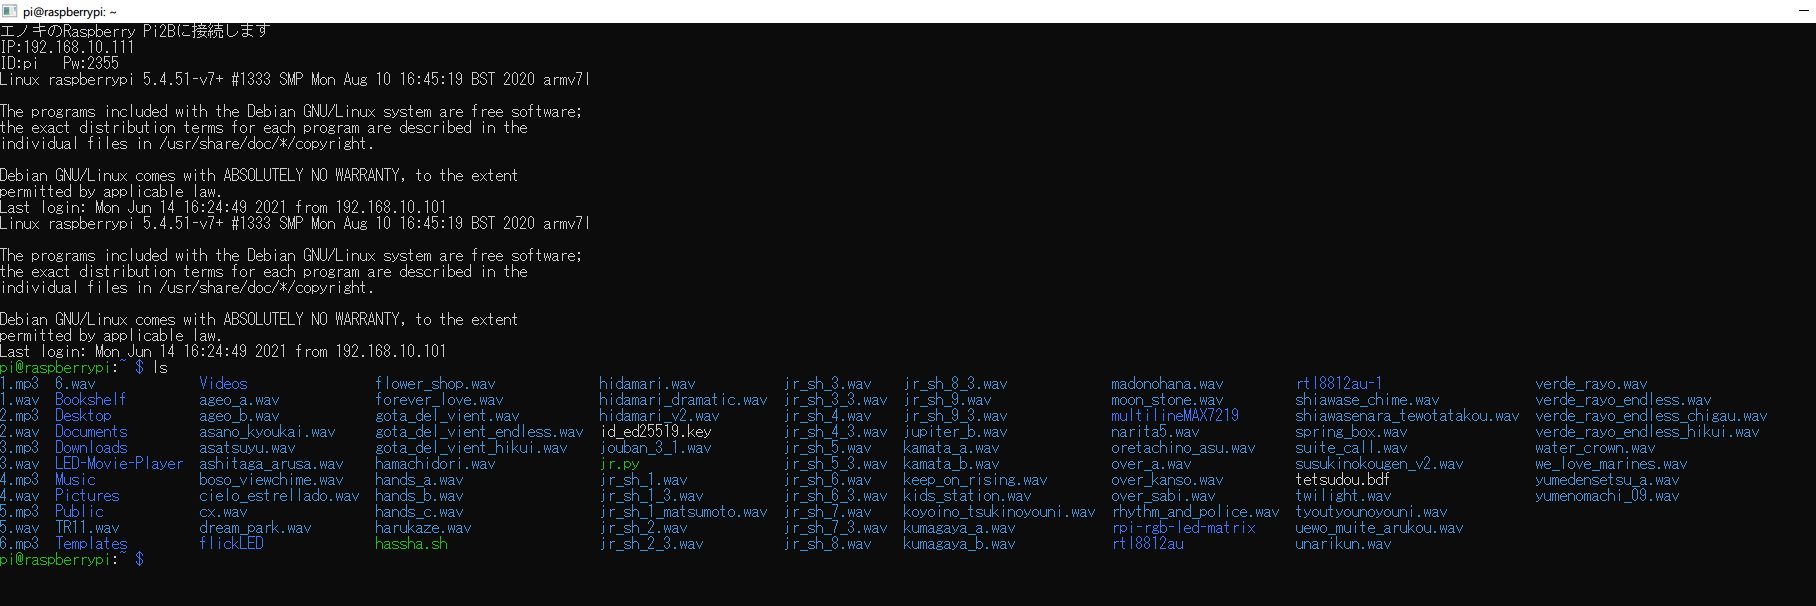 pi@raspberrypi: ~
エノキのRaspberry Pi2Bに接続します
IP:192.168.10.111
ID:pi   Pw:2355
Linux raspberrypi 5.4.51-v7+ #1333 SMP Mon Aug 10 16:45:19 BST 2020 armv7l
The programs included with the Debian GNU/Linux system are free software;
the exact distribution terms for each program are described in the
individual files in /usr/share/doc/*/copyright.
Debian GNU/Linux comes with ABSOLUTELY NO WARRANTY, to the extent
permitted by applicable law.
Last login: Mon Jun 14 16:24:49 2021 from 192.168.10.101
Linux raspberrypi 5.4.51-v7+ #1333 SMP Mon Aug 10 16:45:19 BST 2020 armv7l
The programs included with the Debian GNU/Linux system are free software;
the exact distribution terms for each program are described in the
individual files in /usr/share/doc/*/copyright.
Debian GNU/Linux comes with ABSOLUTELY NO WARRANTY, to the extent
permitted by applicable law.
Last login: Mon Jun 14 16:24:49 2021 from 192.168.10.101
pi@raspberrypi:~ $ ls
1.mp3  6.wav  Videos  flower_shop.wav  hidamari.wav  jr_sh_3.wav  jr_sh_8_3.wav  madonohana.wav  rtl8812au-1  verde_rayo.wav
1.wav  Bookshelf  ageo_a.wav  forever_love.wav  hidamari_dramatic.wav  jr_sh_3_3.wav  jr_sh_9.wav  moon_stone.wav  shiawase_chime.wav  verde_rayo_endless.wav
2.mp3  Desktop  ageo_b.wav  gota_del_vient.wav  hidamari_v2.wav  jr_sh_4.wav  jr_sh_9_3.wav  multilineMAX7219  shiawasenara_tewotatakou.wav  verde_rayo_endless_chigau.wav
2.wav  Documents  asano_kyoukai.wav  gota_del_vient_endless.wav  id_ed25519.key  jr_sh_4_3.wav  jupiter_b.wav  narita5.wav  spring_box.wav  verde_rayo_endless_hikui.wav
3.mp3  Downloads  asatsuyu.wav  gota_del_vient_hikui.wav  jouban_3_1.wav  jr_sh_5.wav  kamata_a.wav  oretachino_asu.wav  suite_call.wav  water_crown.wav
3.wav  LED-Movie-Player  ashitaga_arusa.wav  hamachidori.wav  jr.py  jr_sh_5_3.wav  kamata_b.wav  over_a.wav  susukinokougen_v2.wav  we_love_marines.wav
4.mp3  Music  boso_viewchime.wav  hands_a.wav  jr_sh_1.wav  jr_sh_6.wav  keep_on_rising.wav  over_kanso.wav  tetsudou.bdf  yumedensetsu_a.wav
4.wav  Pictures  cielo_estrellado.wav  hands_b.wav  jr_sh_1_3.wav  jr_sh_6_3.wav  kids_station.wav  over_sabi.wav  twilight.wav  yumenomachi_09.wav
5.mp3  Public  cx.wav  hands_c.wav  jr_sh_1_matsumoto.wav  jr_sh_7.wav  koyoino_tsukinoyouni.wav  rhythm_and_police.wav  tyoutyounoyouni.wav
5.wav  TR11.wav  dream_park.wav  harukaze.wav  jr_sh_2.wav  jr_sh_7_3.wav  kumagaya_a.wav  rpi-rgb-led-matrix  uewo_muite_arukou.wav
6.mp3  Templates  flickLED  hassha.sh  jr_sh_2_3.wav  jr_sh_8.wav  kumagaya_b.wav  rtl8812au  unarikun.wav
pi@raspberrypi:~ $